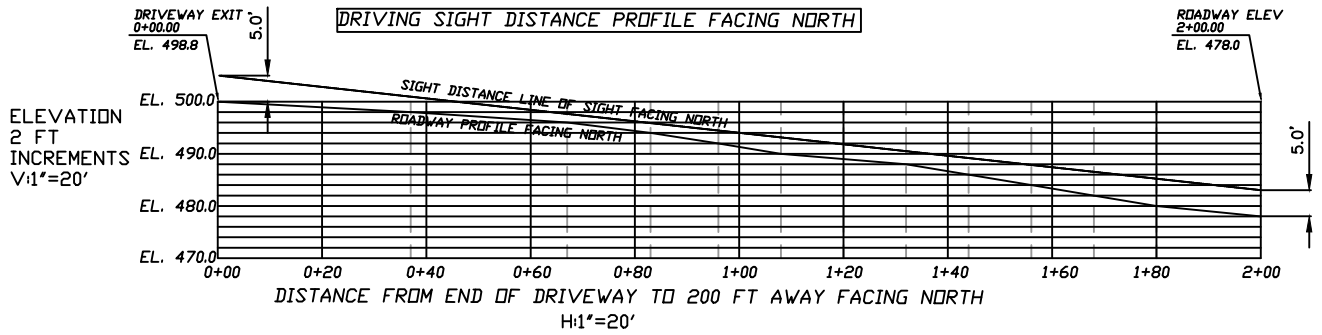 DRIVEWAY EXIT
0+00.00
EL. 498.8
5.0'
DRIVING SIGHT DISTANCE PROFILE FACING NORTH
ROADWAY ELEV
2+00.00
EL. 478.0
SIGHT DISTANCE LINE OF SIGHT FACING NORTH
ROADWAY PROFILE FACING NORTH
ELEVATION
2 FT
INCREMENTS
V:1"=20'
EL. 500.0
EL. 490.0
EL. 480.0
EL. 470.0
5.0'
0+00 0+20 0+40 0+60 0+80 1+00 1+20 1+40 1+60 1+80 2+00
DISTANCE FROM END OF DRIVEWAY TO 200 FT AWAY FACING NORTH
H:1"=20'